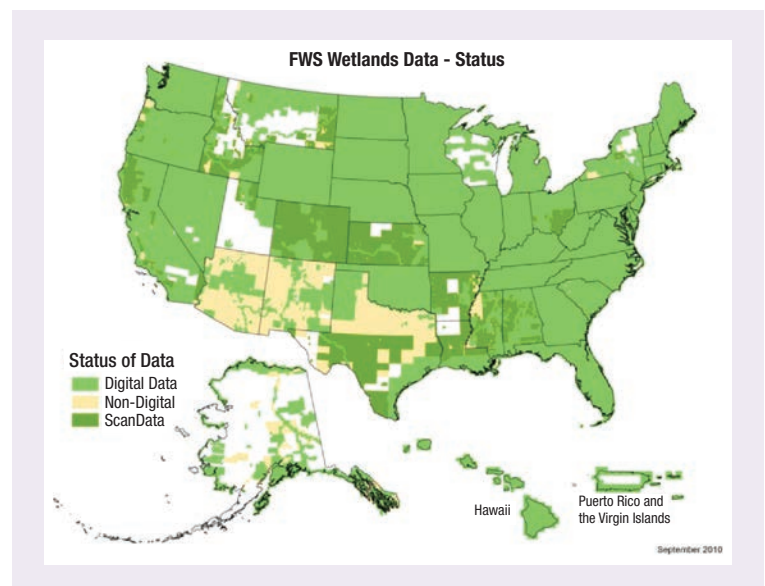 FWS Wetlands Data - Status
Status of Data
Digital Data
Non-Digital
ScanData
Hawaii
Puerto Rico and
the Virgin Islands
September 2010